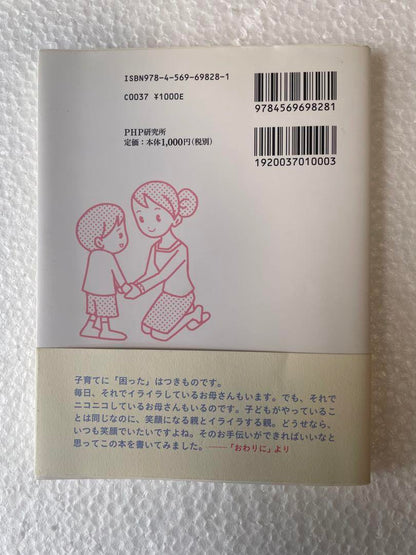 ISBN978-4-569-69828-1
C0037 ¥1000E
9784569698281
PHP研究所
定価:本体1,000円(税別)
1920037010003
子育てに「困った」はつきものです。
毎日、それでイライラしているお母さんもいます。でも、それで
ニコニコしているお母さんもいるのです。子どもがやっているこ
とは同じなのに、笑顔になる親とイライラする親。どうせなら、
いつも笑顔でいたいですよね。そのお手伝いができればいいなと
思ってこの本を書いてみました。――「おわりに」より